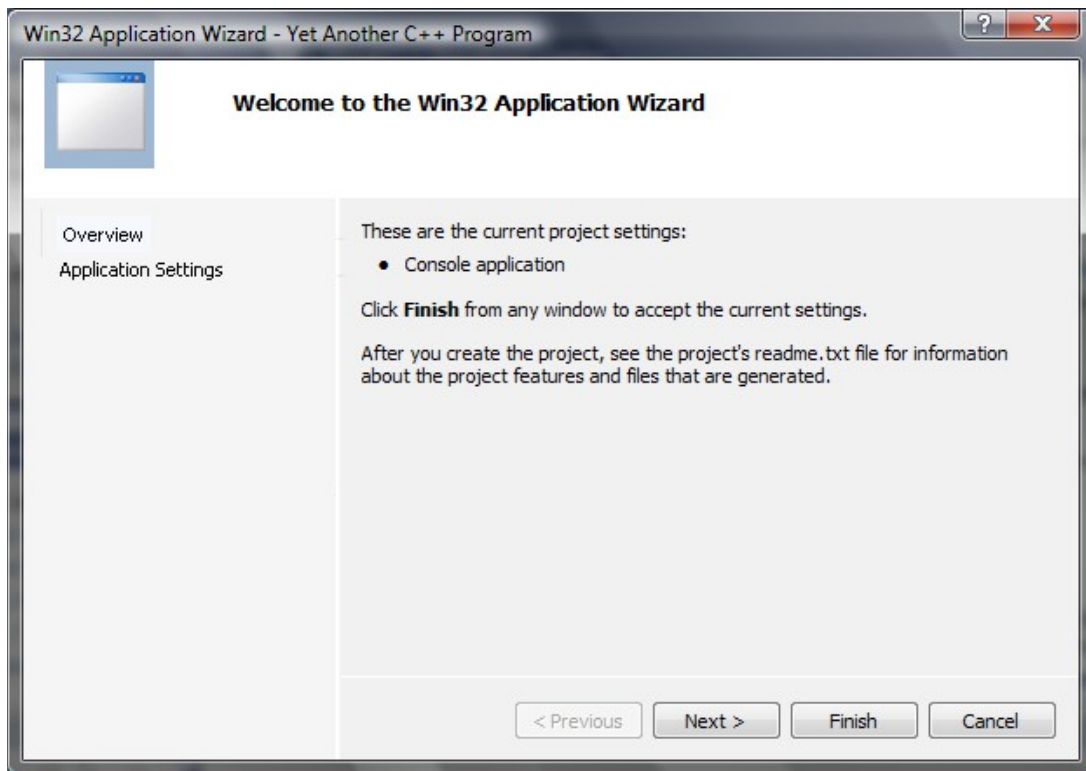 Win32 Application Wizard - Yet Another C++ Program
?
X
Welcome to the Win32 Application Wizard
Overview
Application Settings
These are the current project settings:
● Console application
Click Finish from any window to accept the current settings.
After you create the project, see the project's readme.txt file for information
about the project features and files that are generated.
< Previous
Next >
Finish
Cancel